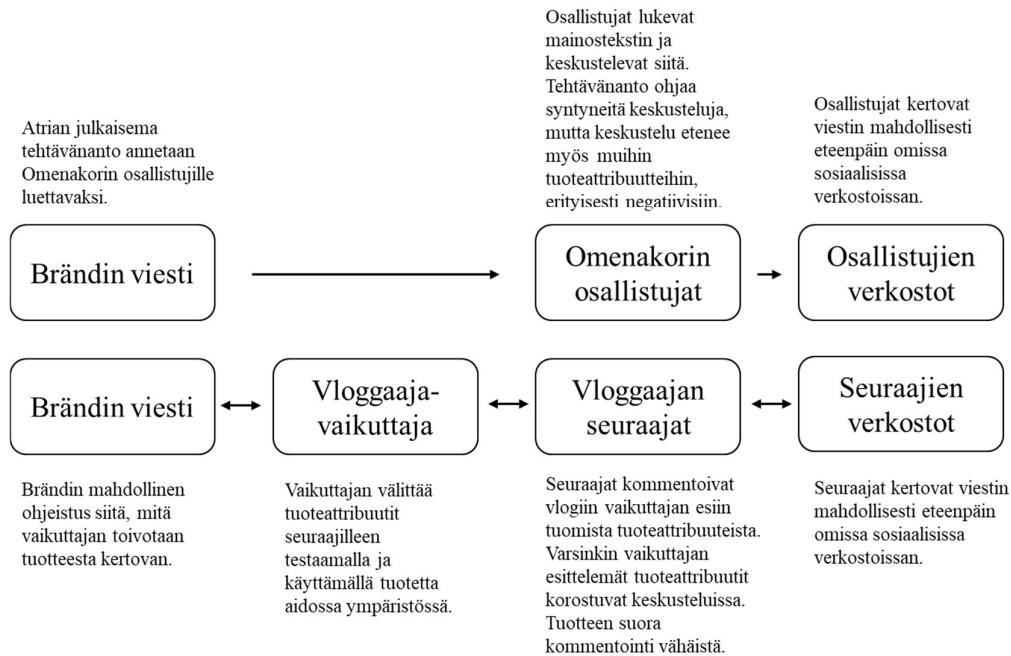 Osallistujat lukevat
mainostekstin ja
keskustelevat siitä.
Tehtävänanto ohjaa
syntyneitä keskusteluja,
mutta keskustelu etenee
myös muihin
tuoteattribuutteihin,
erityisesti negatiivisiin.
Atrian julkaisema
tehtävänanto annetaan
Omenakorin osallistujille
luettavaksi.
Osallistujat kertovat
viestin mahdollisesti
eteenpäin omissa
sosiaalisissa
verkostoissan.
Brändin viesti
Omenakorin
osallistujat
Osallistujien
verkostot
Brändin viesti
Vloggaaja-
vaikuttaja
Vloggaajan
seuraajat
Seuraajien
verkostot
Brändin mahdollinen
ohjeistus siitä, mitä
vaikuttajan toivotaan
tuotteesta kertovan.
Vaikuttajan välittää
tuoteattribuutit
seuraajilleen
testaamalla ja
käyttämällä tuotetta
aidossa ympäristössä.
Seuraajat kommentoivat
vlogiin vaikuttajan esiin
tuomista tuoteattribuuteista.
Varsinkin vaikuttajan
esittelemät tuoteattribuutit
korostuvat keskusteluissa.
Tuotteen suora
kommentointi vähäistä.
Seuraajat kertovat viestin
mahdollisesti eteenpäin
omissa sosiaalisissa
verkostoissan.